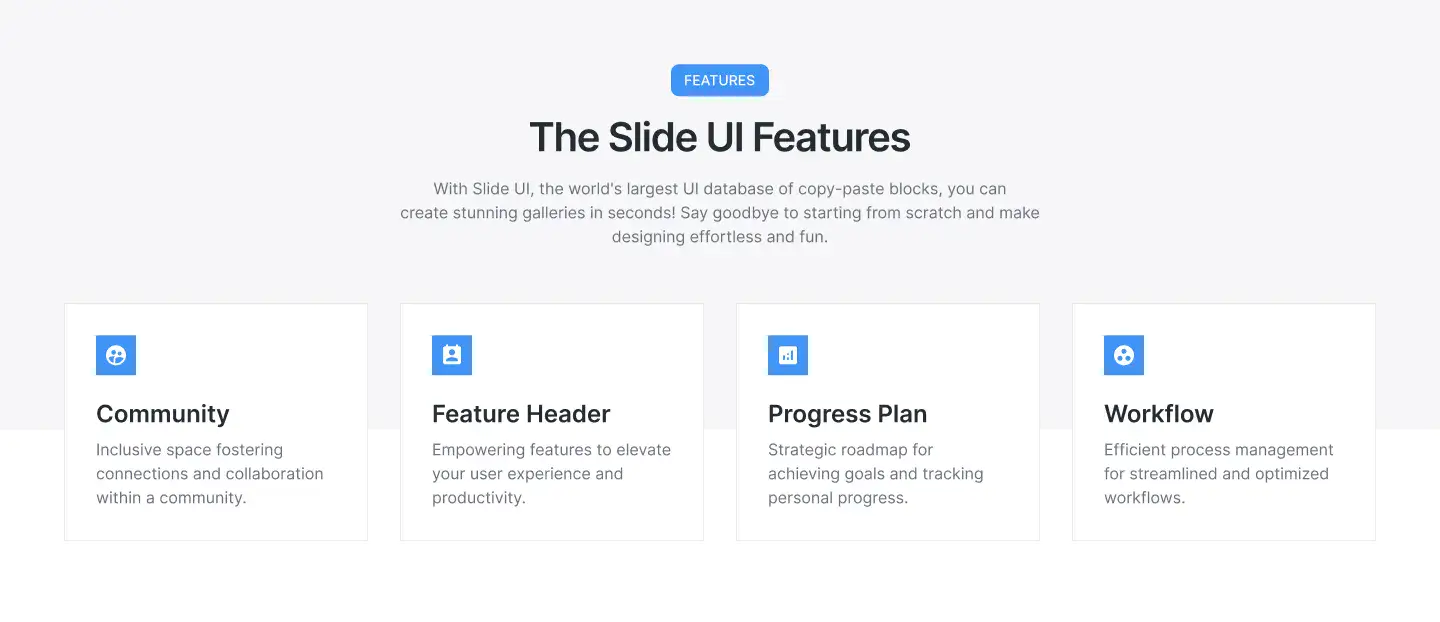 FEATURES
The Slide UI Features
With Slide UI, the world's largest UI database of copy-paste blocks, you can
create stunning galleries in seconds! Say goodbye to starting from scratch and make
designing effortless and fun.
Community
Inclusive space fostering
connections and collaboration
within a community.
Feature Header
Empowering features to elevate
your user experience and
productivity.
Progress Plan
Strategic roadmap for
achieving goals and tracking
personal progress.
Workflow
Efficient process management
for streamlined and optimized
workflows.